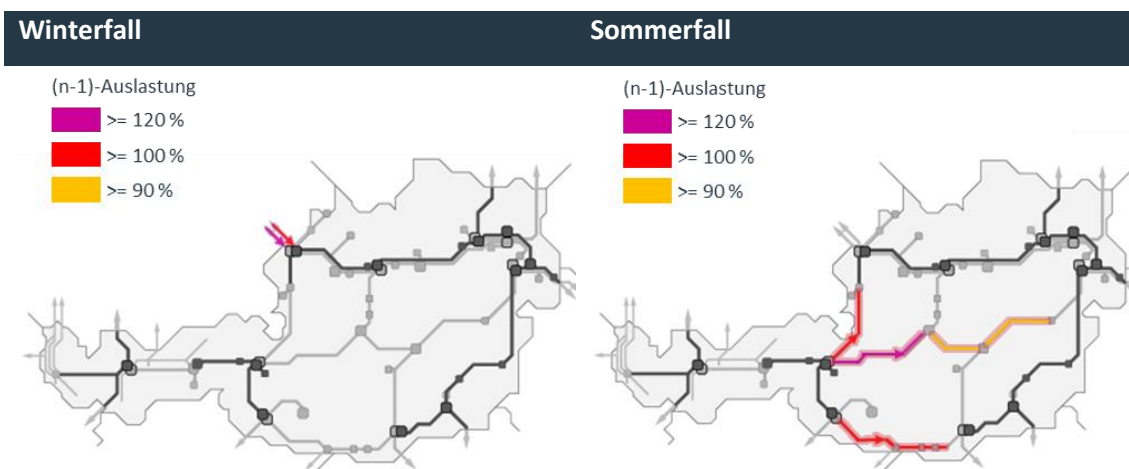 Winterfall
Sommerfall
(n-1)-Auslastung
>= 120 %
>= 100 %
>= 90 %
(n-1)-Auslastung
>= 120 %
>= 100 %
>= 90 %